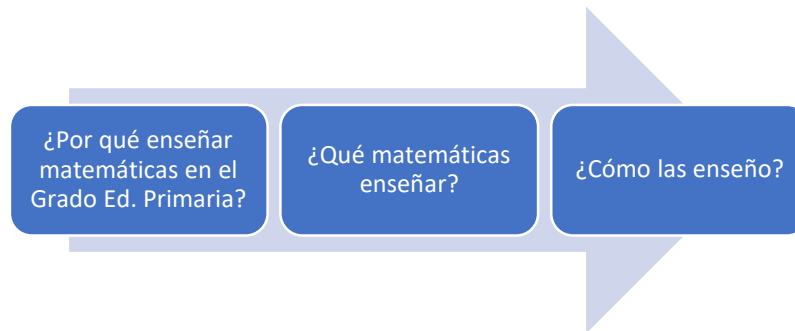 ¿Por qué enseñar
matemáticas en el
Grado Ed. Primaria?
¿Qué matemáticas
enseñar?
¿Cómo las enseño?